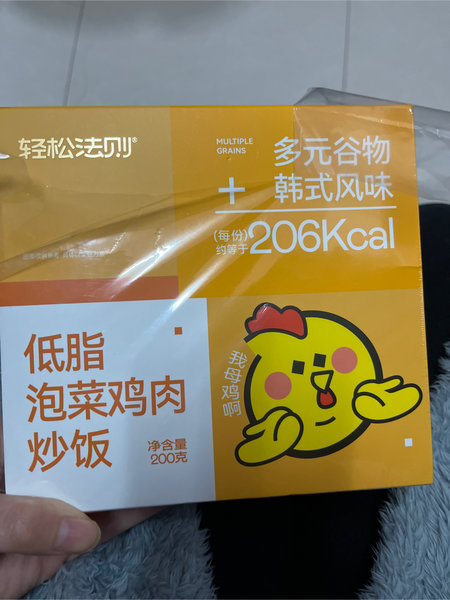 轻松法则®
MULTIPLE
GRAINS
多元谷物
+
韩式风味
(每份)
约等于
206Kcal
低脂
泡菜鸡肉
炒饭
净含量
200克
我母鸡啊